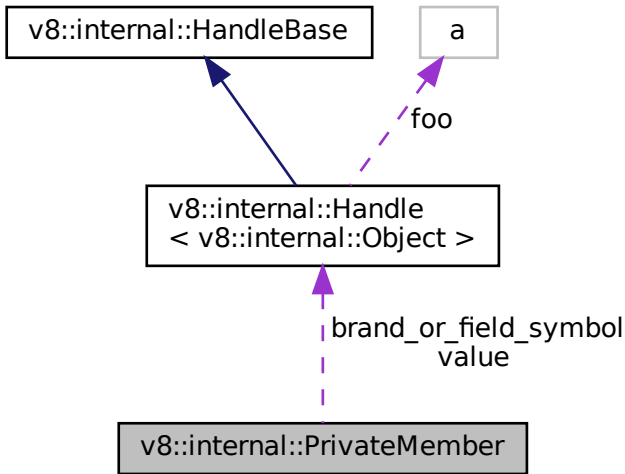 v8::internal::HandleBase
a
foo
v8::internal::Handle
< v8::internal::Object >
brand_or_field_symbol
value
v8::internal::PrivateMember